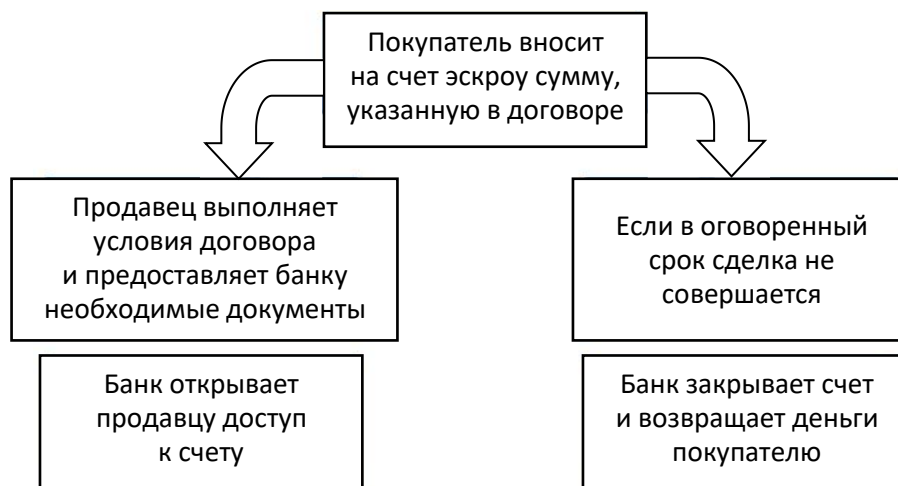 Покупатель вносит
на счет эскроу сумму,
указанную в договоре
Продавец выполняет
условия договора
и предоставляет банку
необходимые документы
Если в оговоренный
срок сделка не
совершается
Банк открывает
продавцу доступ
к счету
Банк закрывает счет
и возвращает деньги
покупателю